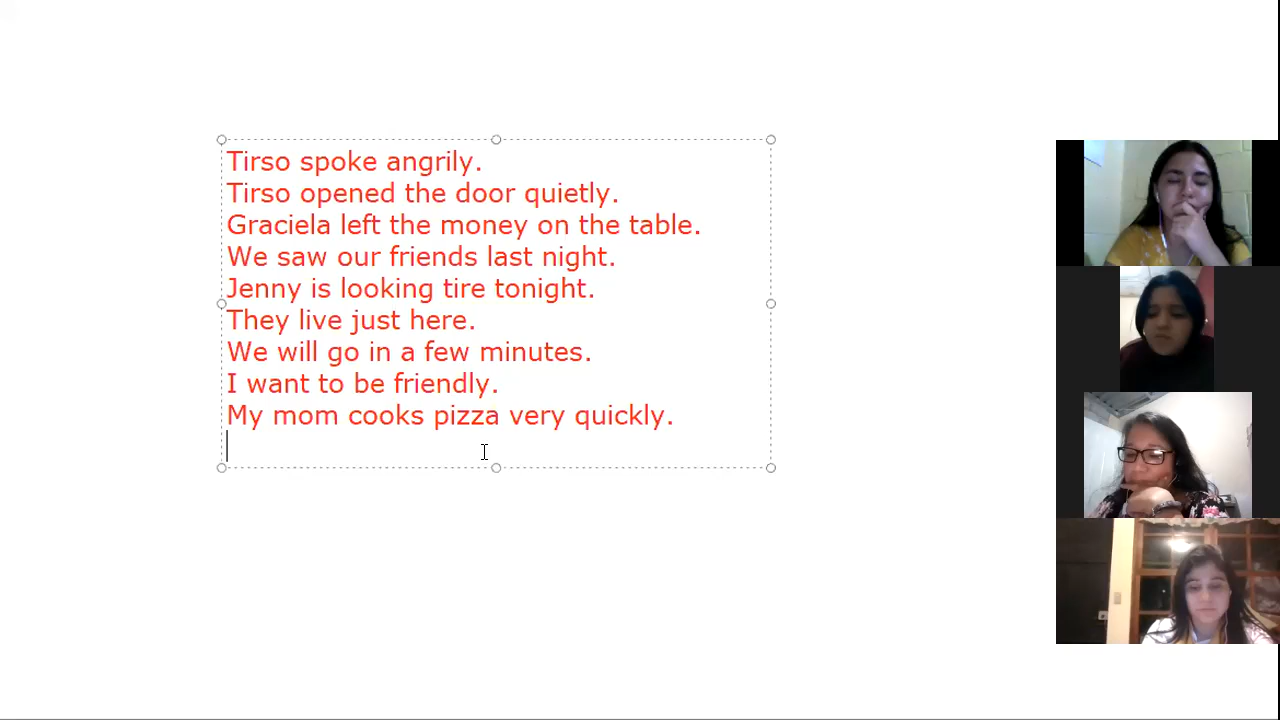 Tirso spoke angrily.
Tirso opened the door quietly.
Graciela left the money on the table.
We saw our friends last night.
Jenny is looking tire tonight.
They live just here.
We will go in a few minutes.
I want to be friendly.
My mom cooks pizza very quickly.